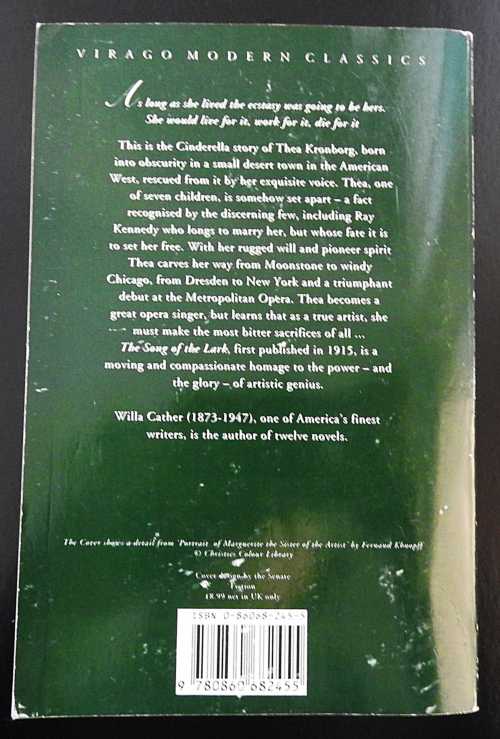 VIRAGO MODERN CLASSICS
As long as she lived the ecstasy was going to be hers.
She would live for it, work for it, die for it
This is the Cinderella story of Thea Kronborg, born
into obscurity in a small desert town in the American
West, rescued from it by her exquisite voice. Thea, one
of seven children, is somehow set apart – a fact
recognised by the discerning few, including Ray
Kennedy who longs to marry her, but whose fate it is
to set her free. With her rugged will and pioneer spirit
Thea carves her way from Moonstone to windy
Chicago, from Dresden to New York and a triumphant
debut at the Metropolitan Opera. Thea becomes a
great opera singer, but learns that as a true artist, she
must make the most bitter sacrifices of all ...
The Song of the Lark, first published in 1915, is a
moving and compassionate homage to the power – and
the glory – of artistic genius.
Willa Cather (1873-1947), one of America's finest
writers, is the author of twelve novels.
The Cover shows a detail from 'Portrait of Marguerite the Sister of the Artist' by Fernand Khnopff
© Christies Colour Library
Cover design by the Senate
Fiction
£8.99 net in UK only
ISBN 0-86068-245-5
9 780860 682455